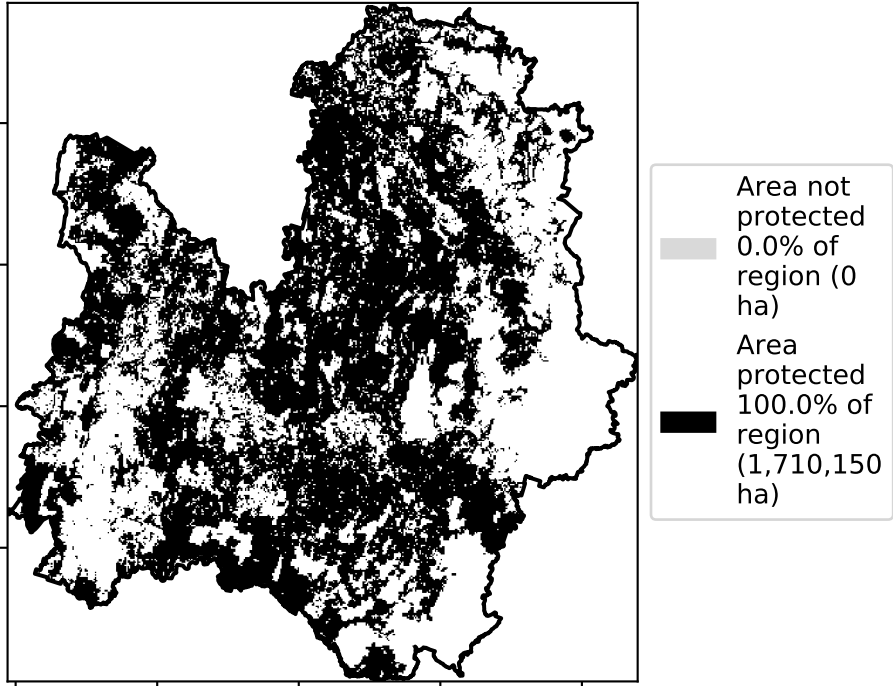 Area not
protected
0.0% of
region (0
ha)
Area
protected
100.0% of
region
(1,710,150
ha)